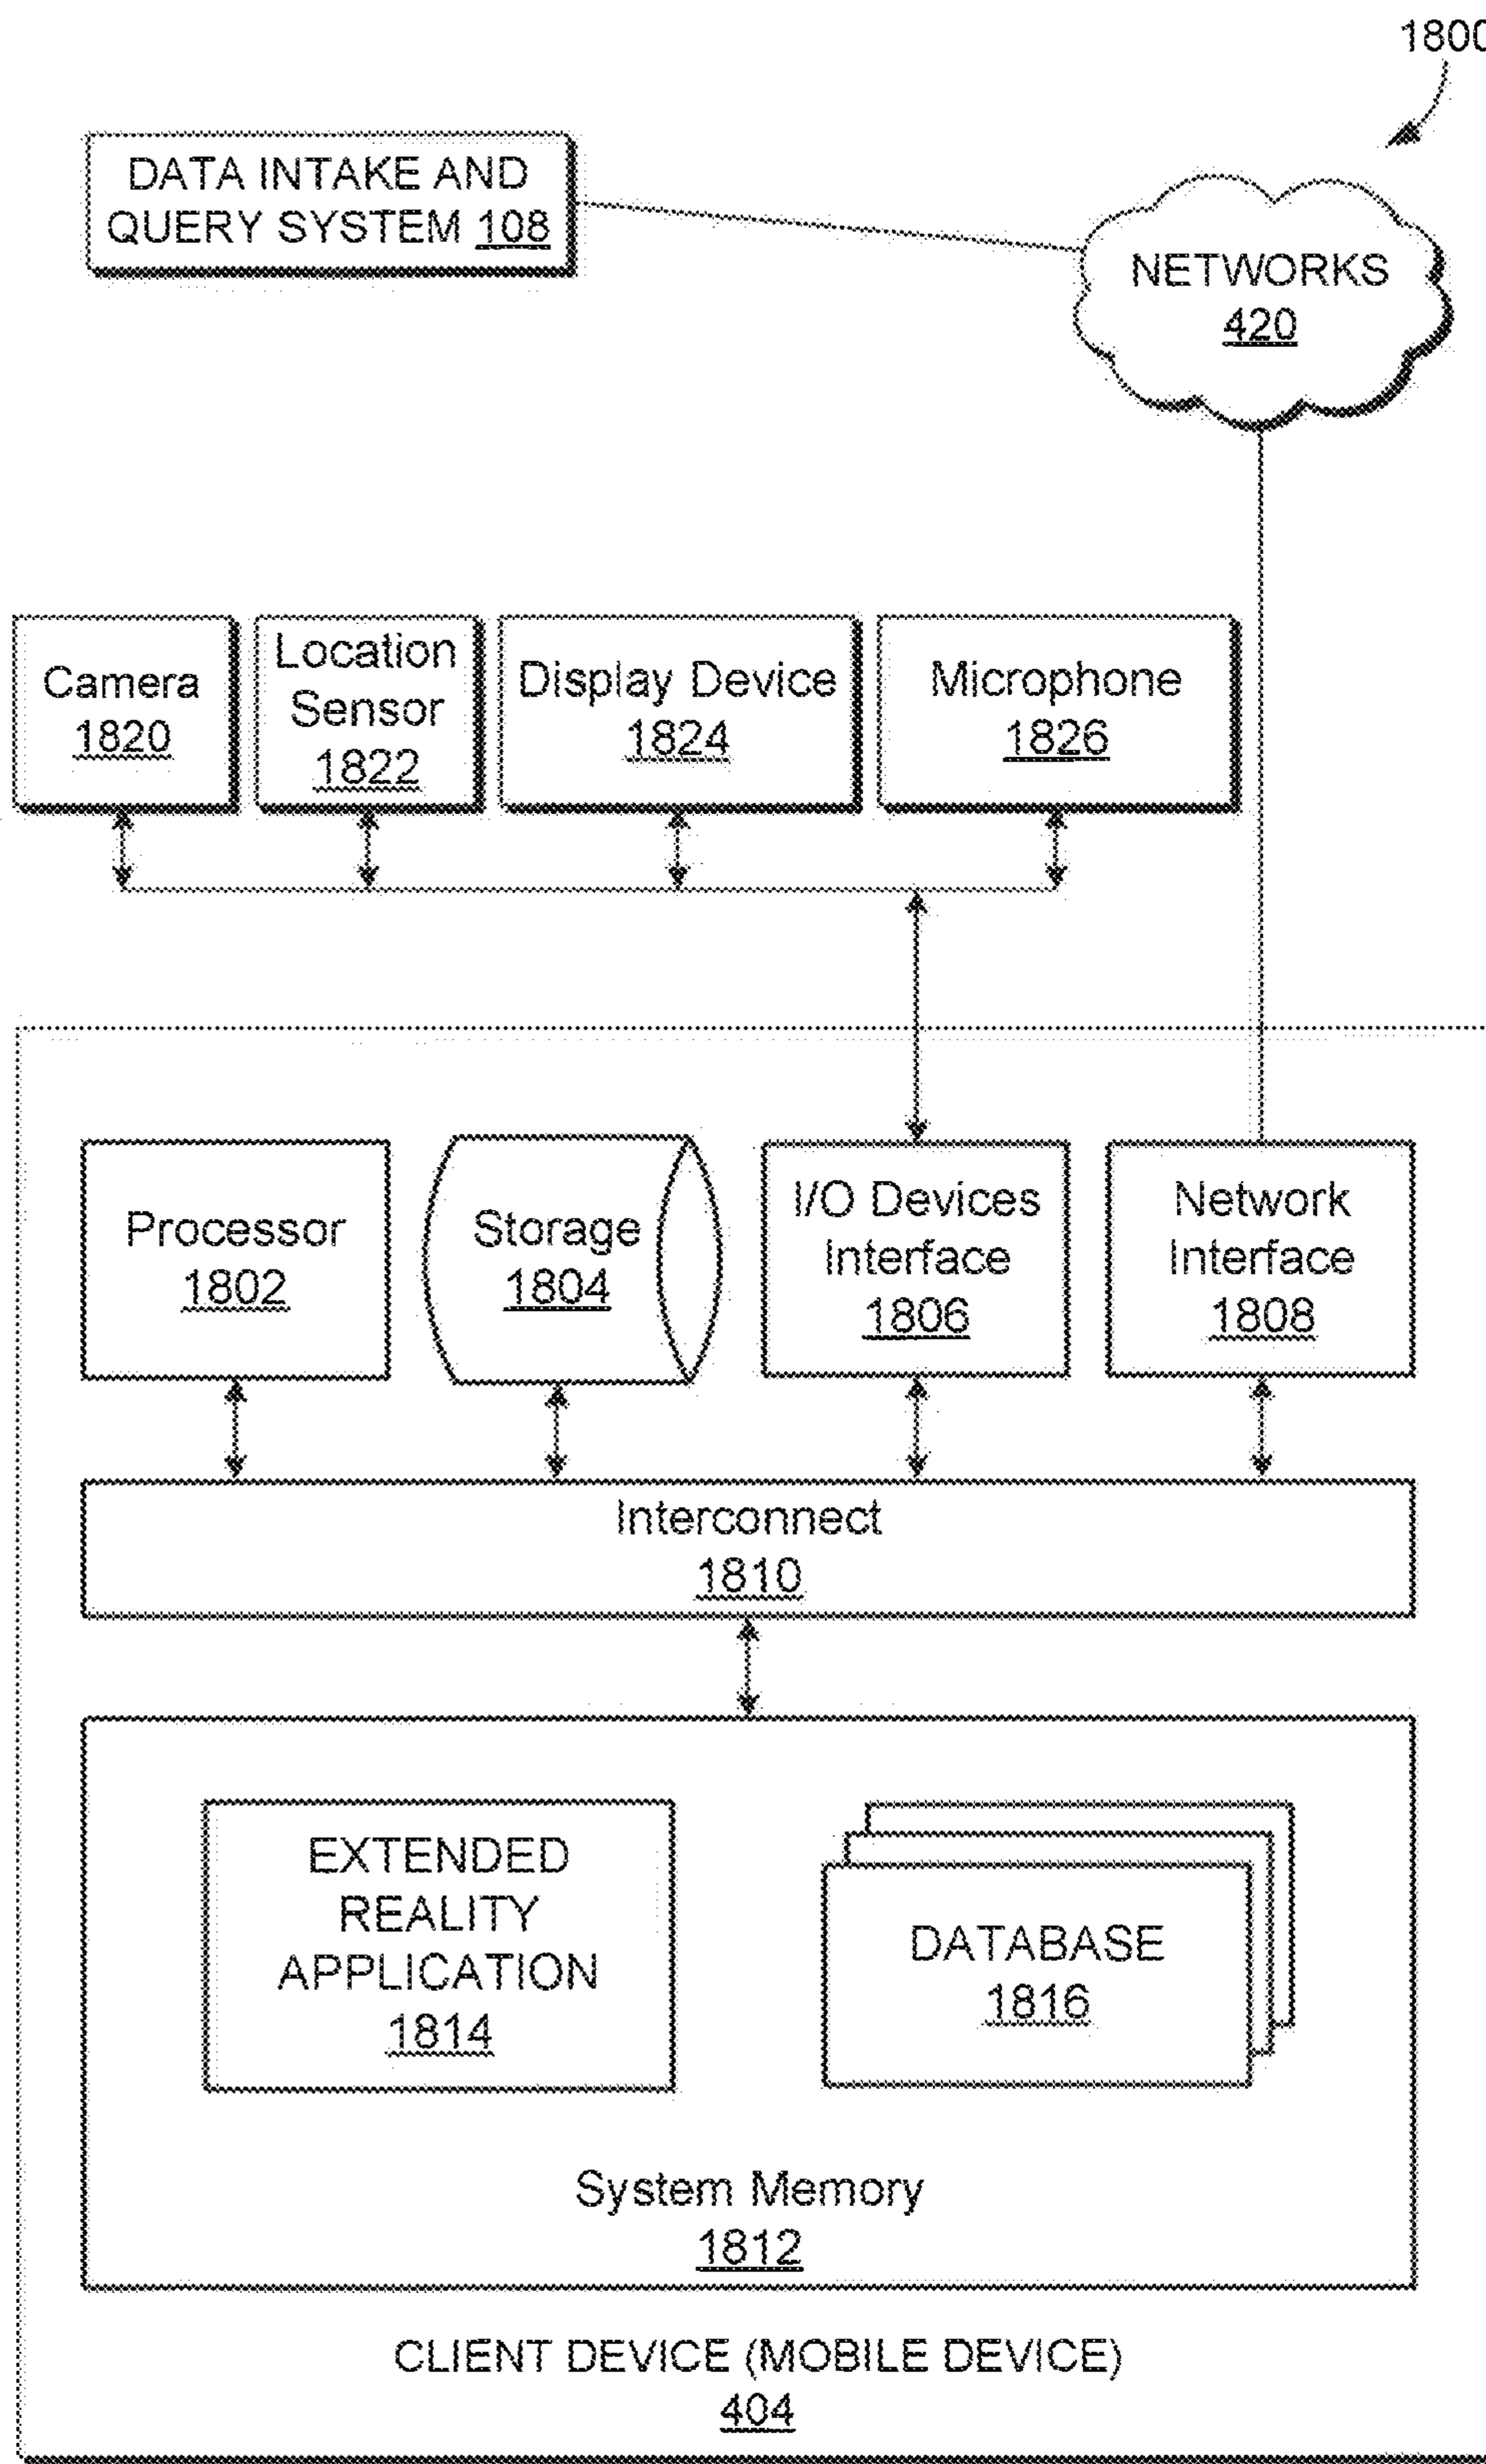 1800
DATA INTAKE AND
QUERY SYSTEM 108
NETWORKS
420
Camera
1820
Location
Sensor
1822
Display Device
1824
Microphone
1826
Processor
1802
Storage
1804
I/O Devices
Interface
1806
Network
Interface
1808
Interconnect
1810
EXTENDED
REALITY
APPLICATION
1814
DATABASE
1816
System Memory
1812
CLIENT DEVICE (MOBILE DEVICE)
404